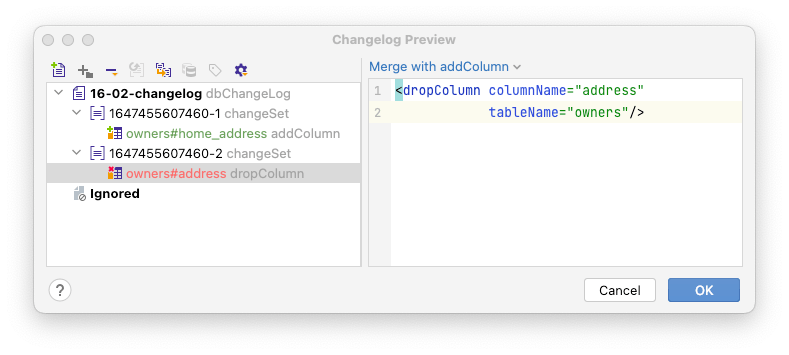 Changelog Preview
16-02-changelog dbChangeLog
1647455607460-1 changeSet
owners#home_address addColumn
1647455607460-2 changeSet
owners#address dropColumn
Ignored
Merge with addColumn
1 <dropColumn columnName="address"
2 tableName="owners"/>
?
Cancel
OK